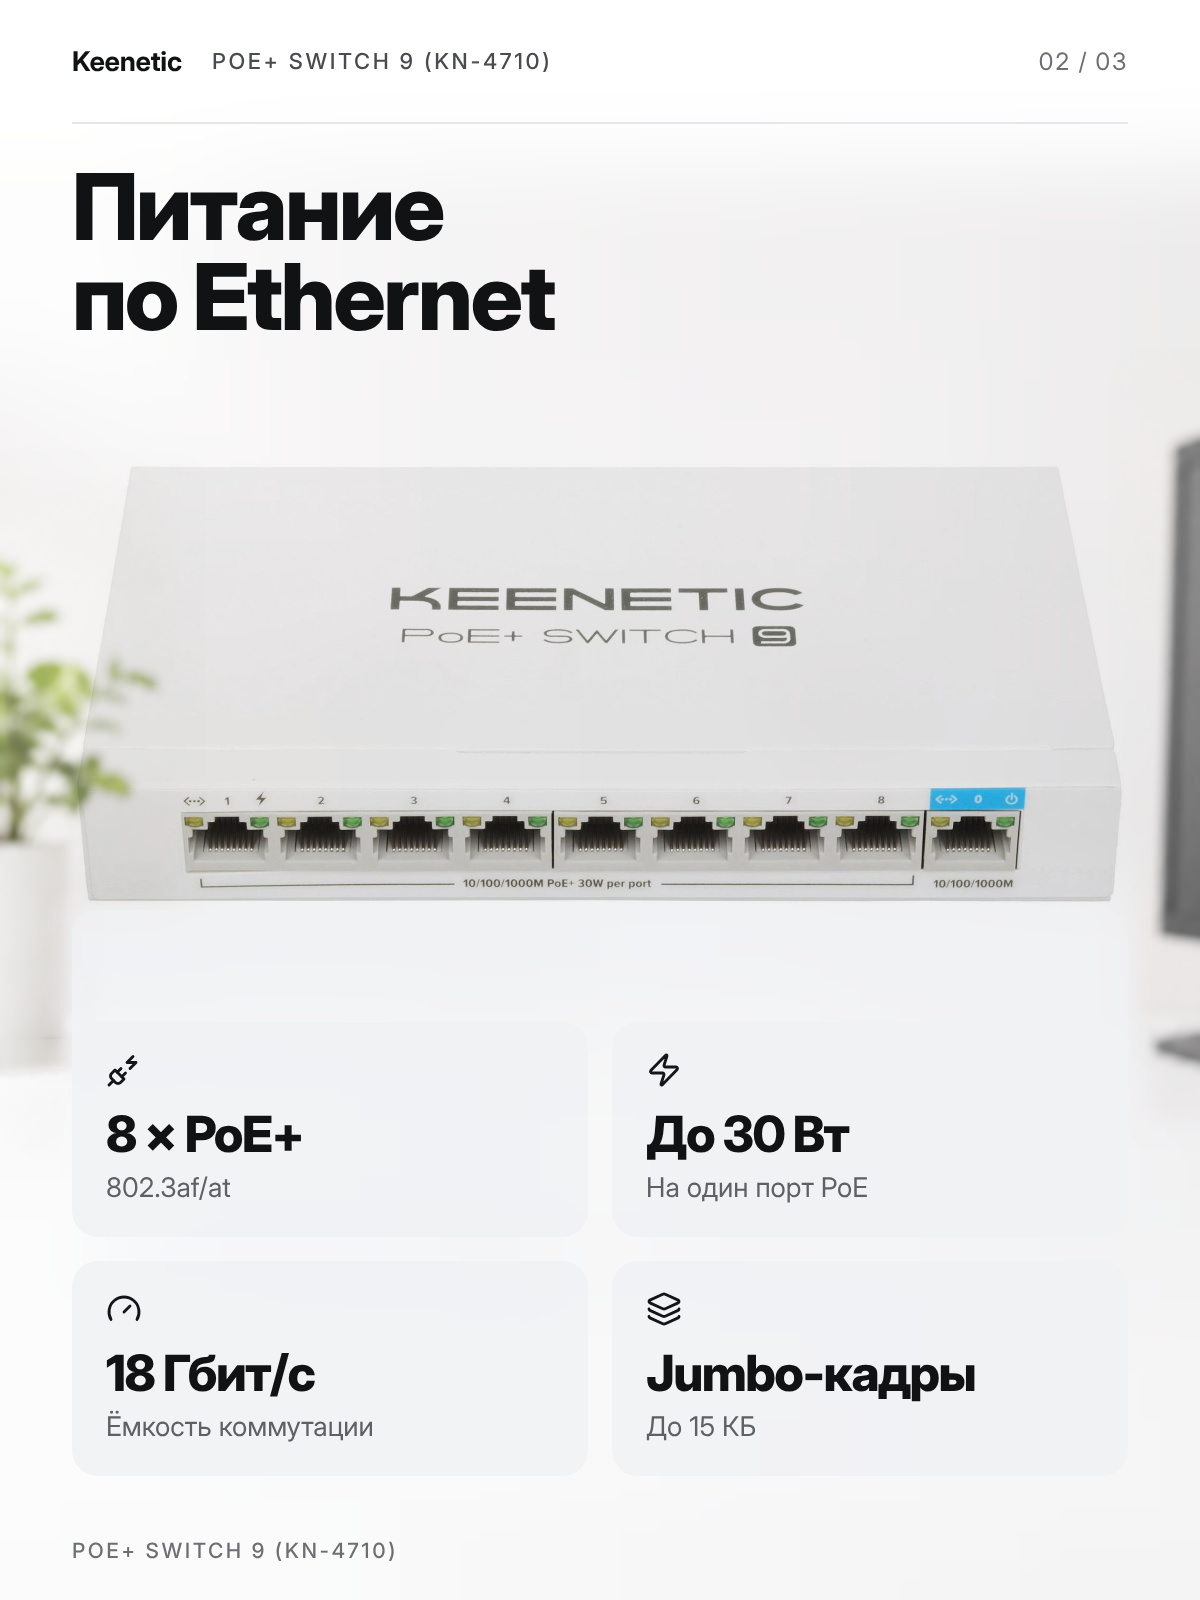 Keenetic POE+ SWITCH 9 (KN-4710) 02 / 03
Питание
по Ethernet
KEENETIC
PoE+ SWITCH 9
1 2 3 4 5 6 7 8 0
10/100/1000M PoE+ 30W per port 10/100/1000M
8 × PoE+
802.3af/at
До 30 Вт
На один порт PoE
18 Гбит/с
Ёмкость коммутации
Jumbo-кадры
До 15 КБ
POE+ SWITCH 9 (KN-4710)